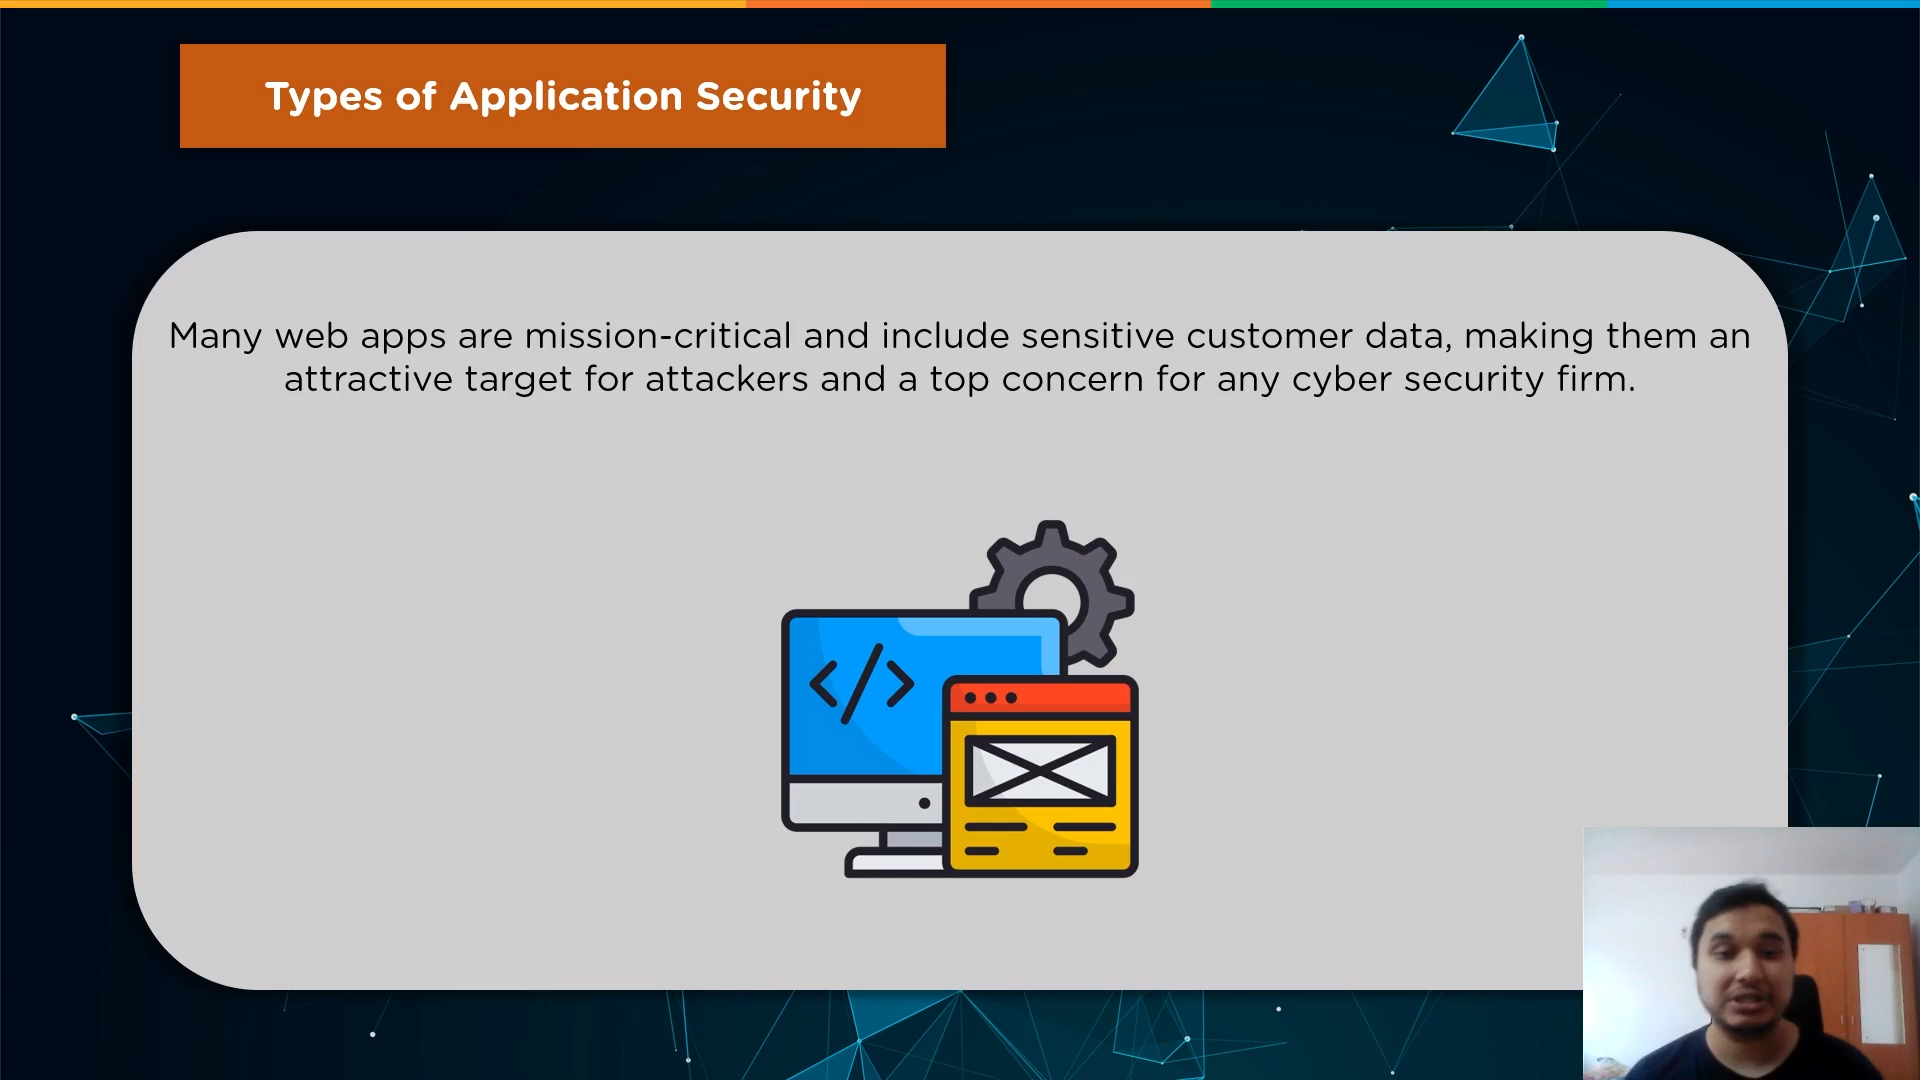 Types of Application Security
Many web apps are mission-critical and include sensitive customer data, making them an
attractive target for attackers and a top concern for any cyber security firm.
</>